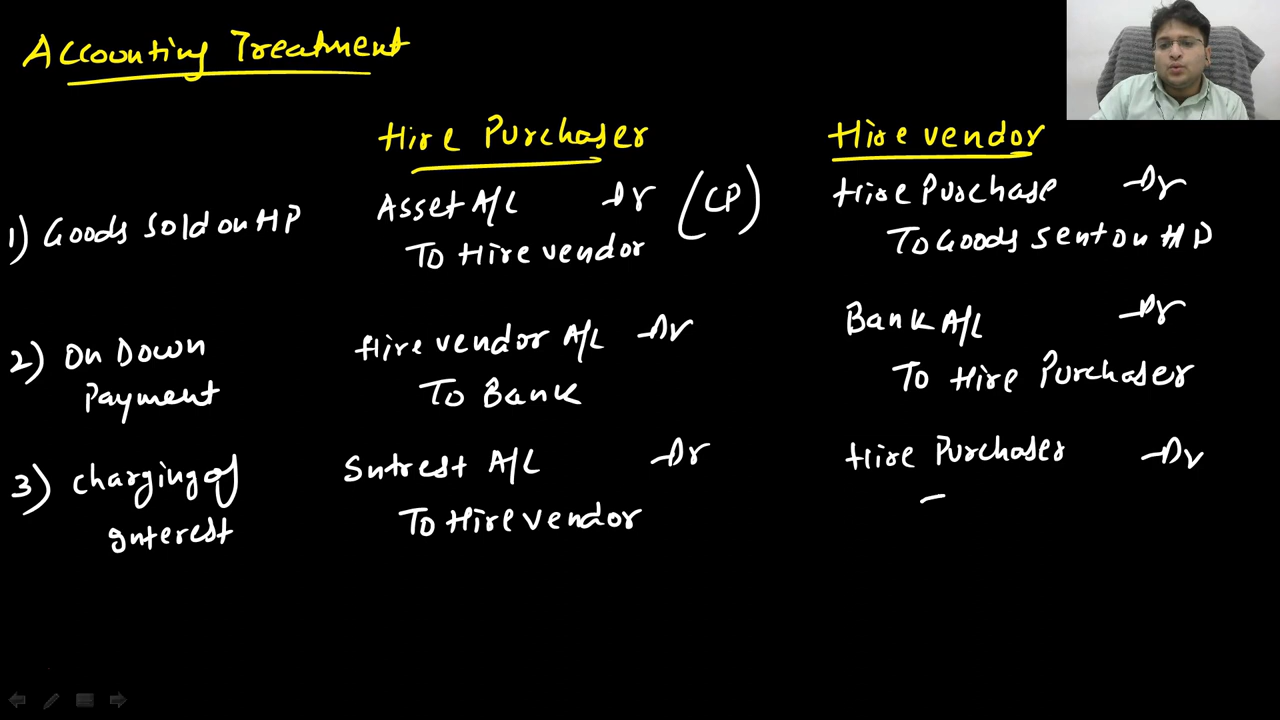 Accounting Treatment
Hire Purchaser Hire vendor
1) Goods sold on HP Asset A/c Dr (CP) Hire Purchase Dr
To Hire vendor To Goods sent on HP
2) On Down Hire vendor A/c Dr Bank A/c Dr
Payment To Bank To Hire Purchaser
3) Charging of Intrest A/c Dr Hire Purchaser Dr
interest To Hire vendor